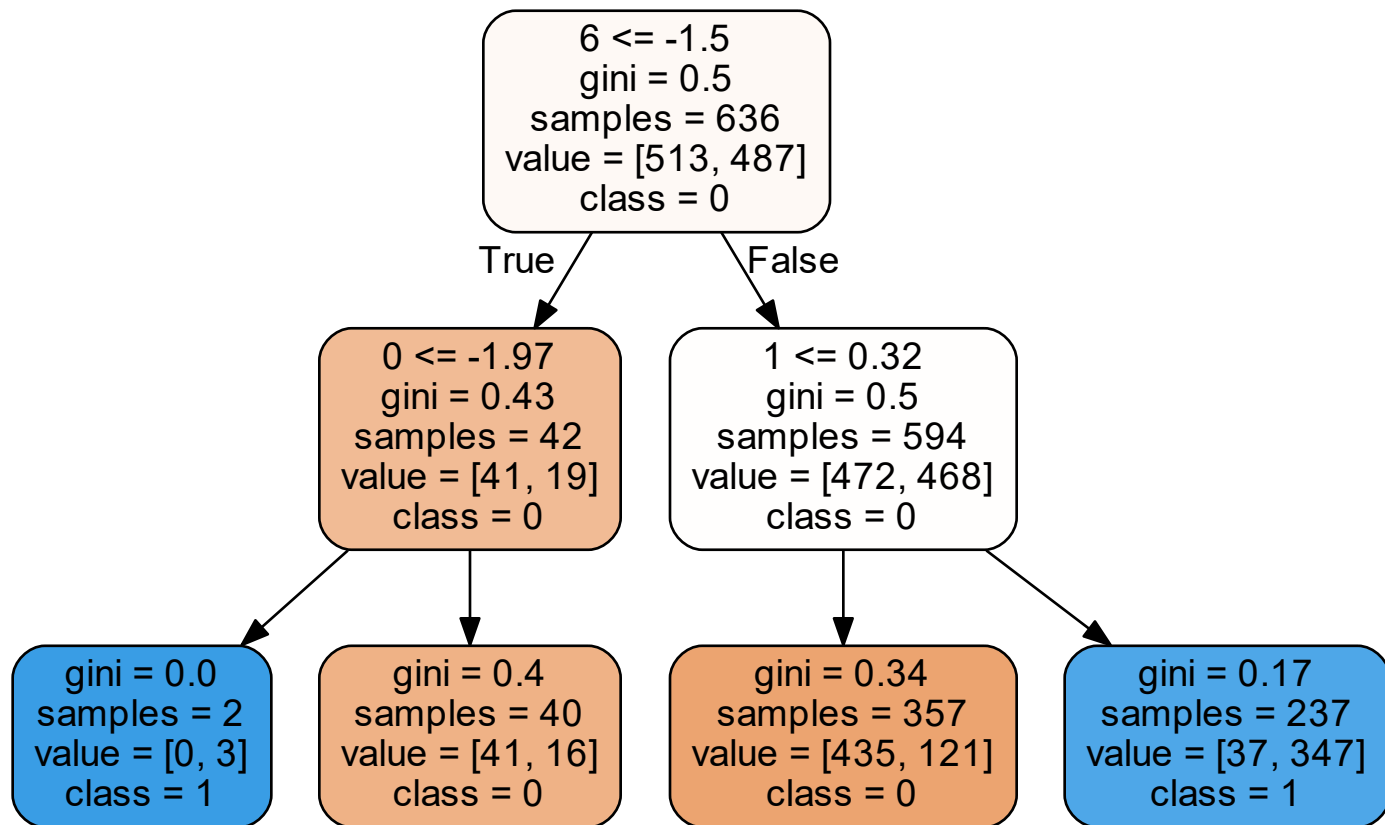 6 <= -1.5
gini = 0.5
samples = 636
value = [513, 487]
class = 0
True
False
0 <= -1.97
gini = 0.43
samples = 42
value = [41, 19]
class = 0
1 <= 0.32
gini = 0.5
samples = 594
value = [472, 468]
class = 0
gini = 0.0
samples = 2
value = [0, 3]
class = 1
gini = 0.4
samples = 40
value = [41, 16]
class = 0
gini = 0.34
samples = 357
value = [435, 121]
class = 0
gini = 0.17
samples = 237
value = [37, 347]
class = 1